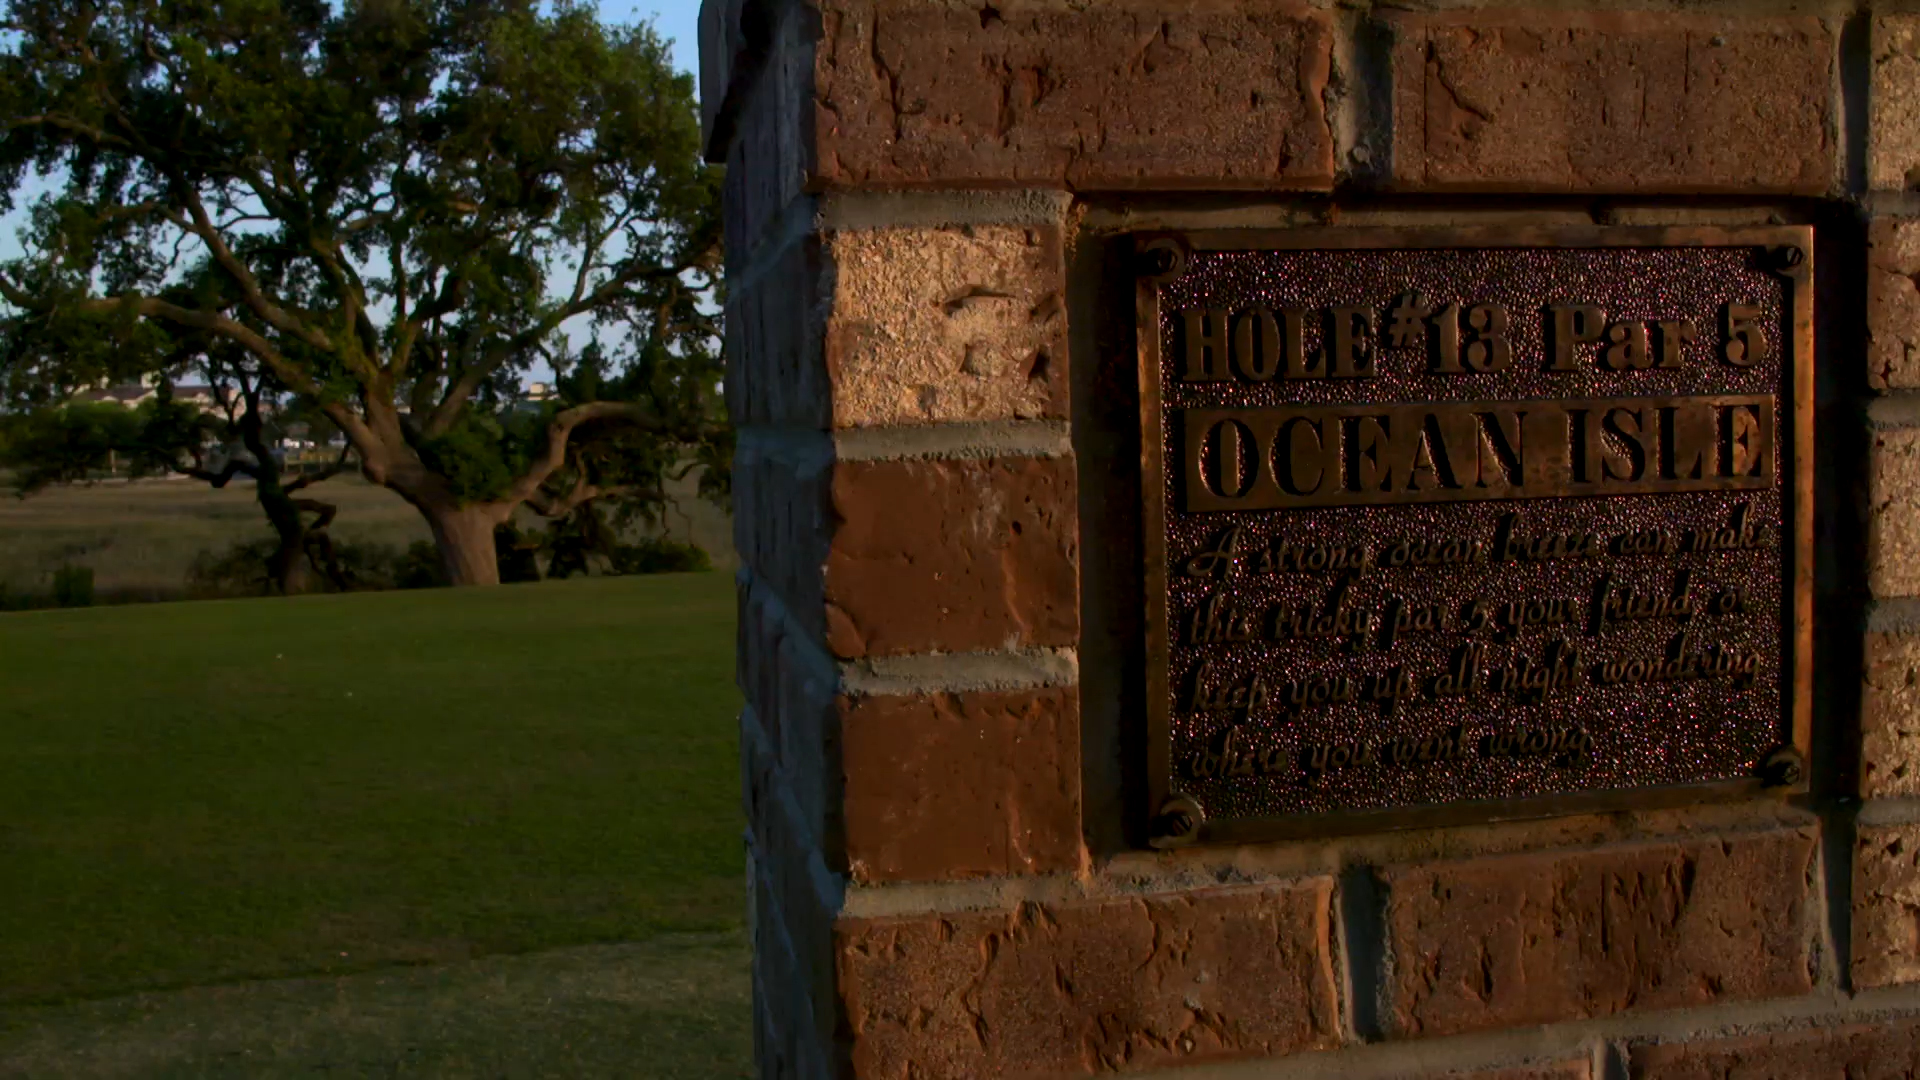 HOLE #13 Par 5
OCEAN ISLE
A strong ocean breeze can make
this tricky par 5 your friend, or
keep you up all night wondering
where you went wrong.